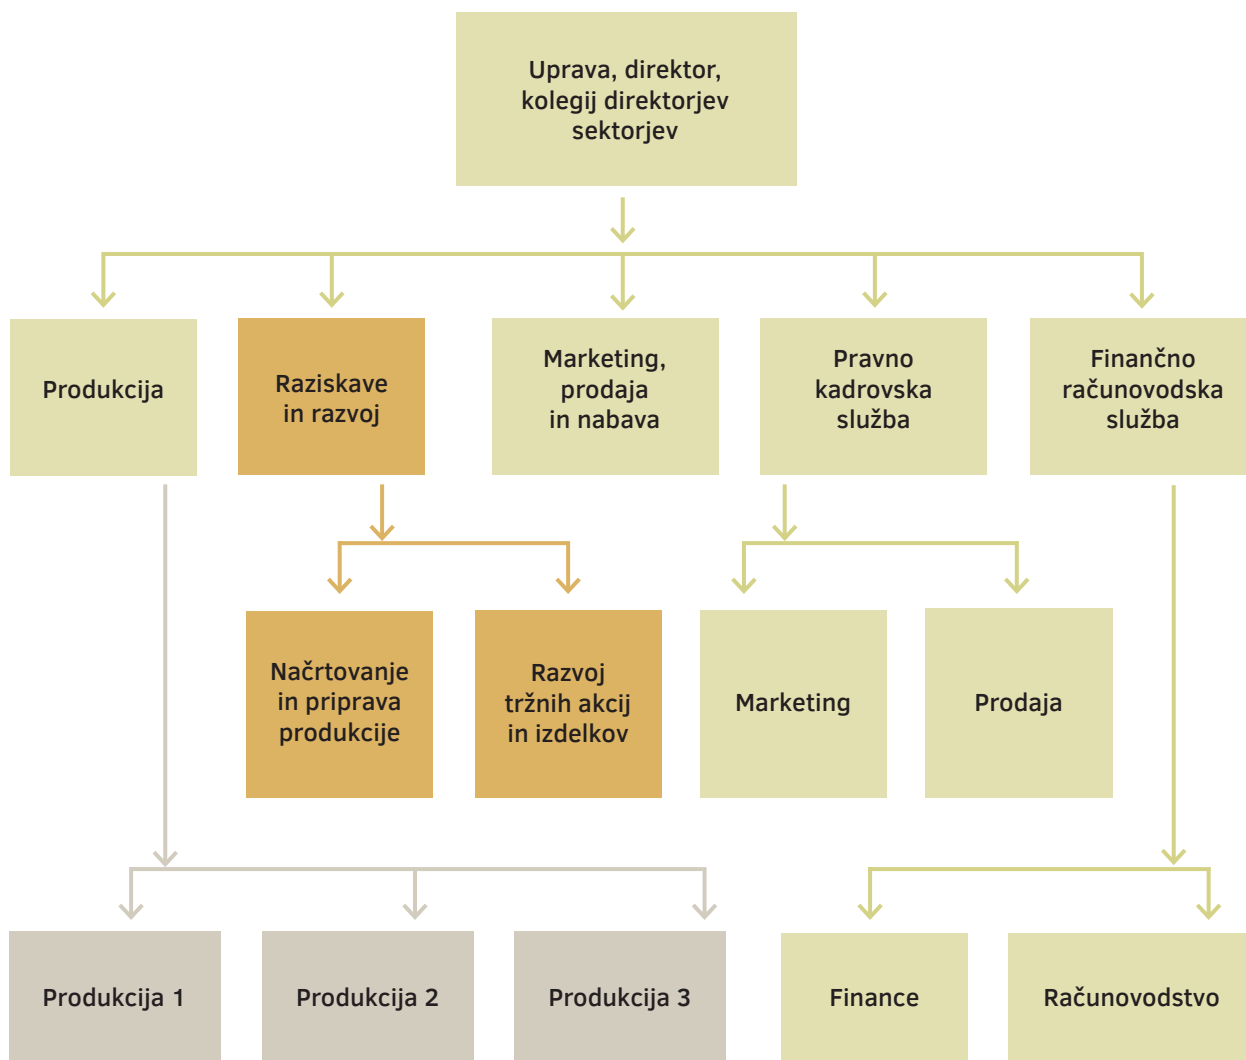 Uprava, direktor,
kolegij direktorjev
sektorjev
Produkcija
Raziskave
in razvoj
Marketing,
prodaja
in nabava
Pravno
kadrovska
služba
Finančno
računovodska
služba
Načrtovanje
in priprava
produkcije
Razvoj
tržnih akcij
in izdelkov
Marketing
Prodaja
Produkcija 1
Produkcija 2
Produkcija 3
Finance
Računovodstvo